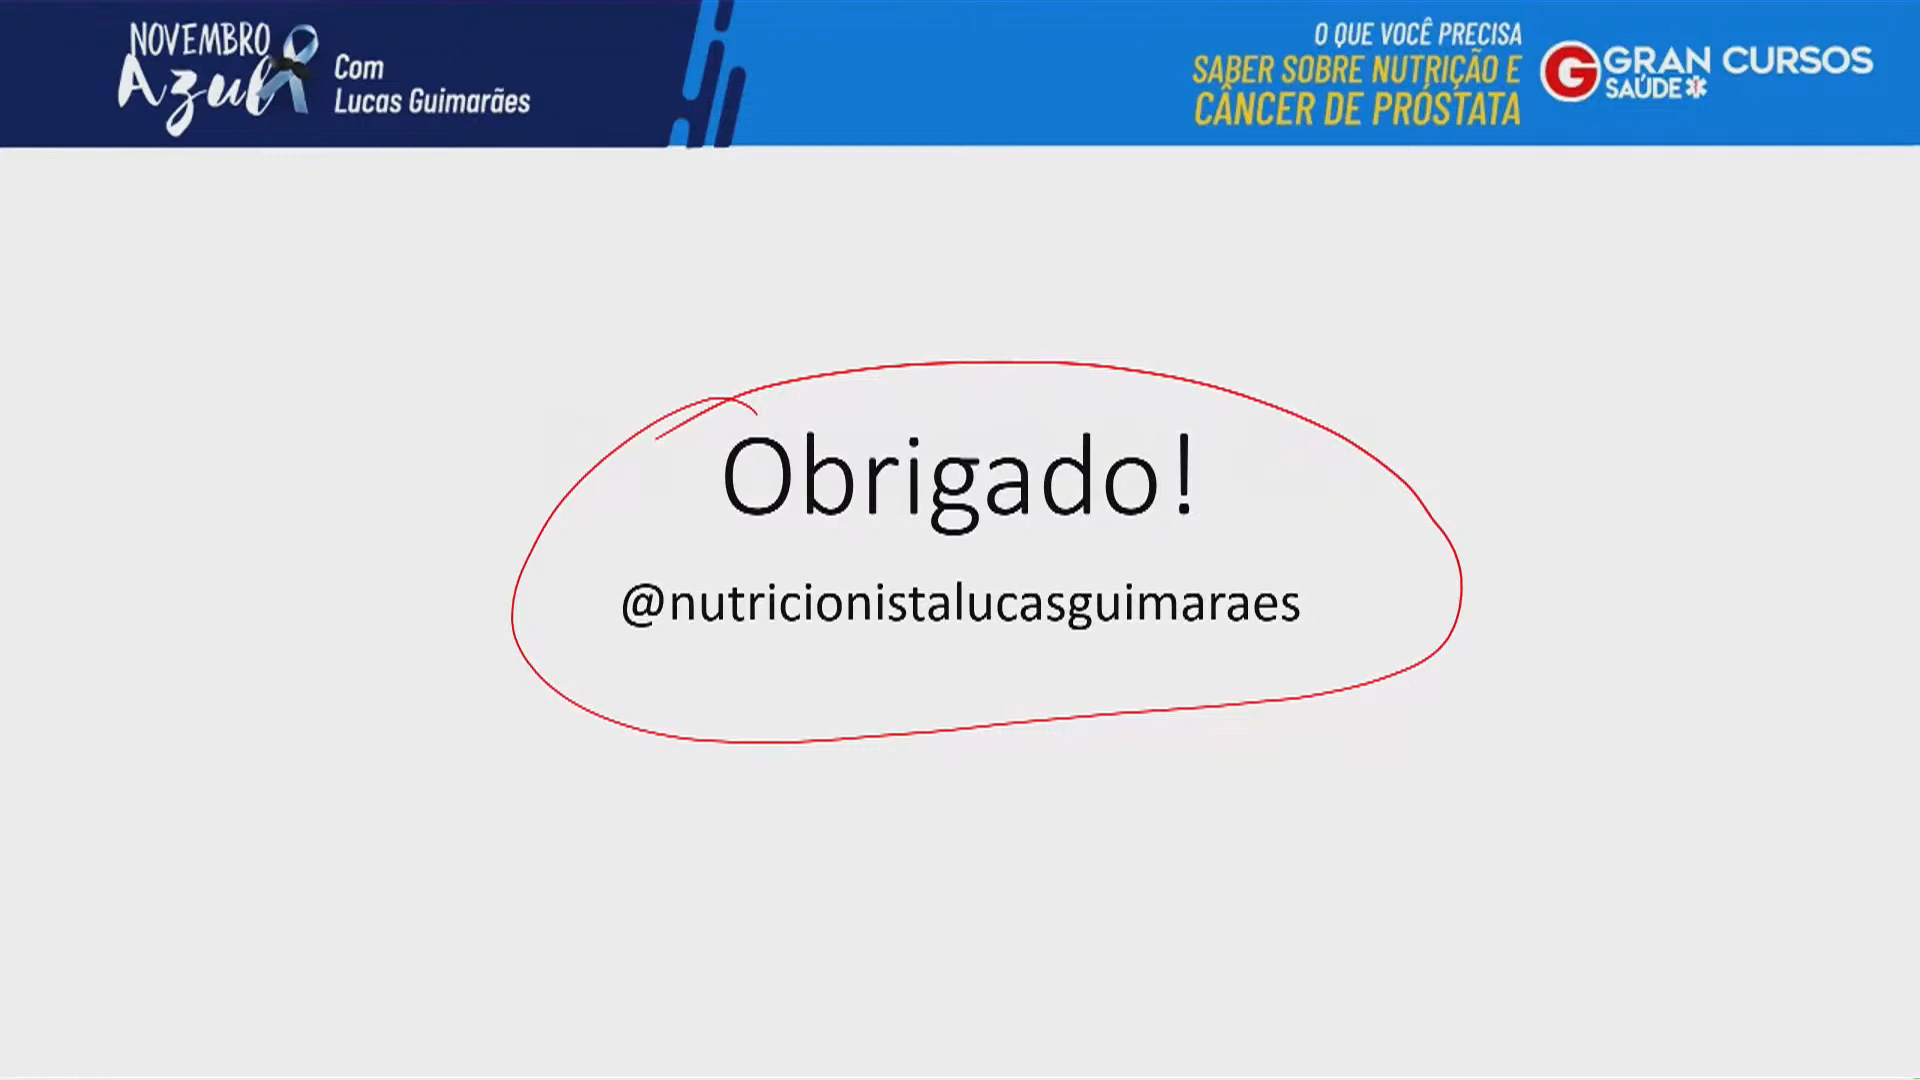 NOVEMBRO
Azul
Com
Lucas Guimarães
O QUE VOCÊ PRECISA
SABER SOBRE NUTRIÇÃO E
CÂNCER DE PRÓSTATA
G GRAN CURSOS
SAÚDE
Obrigado!
@nutricionistalucasguimaraes